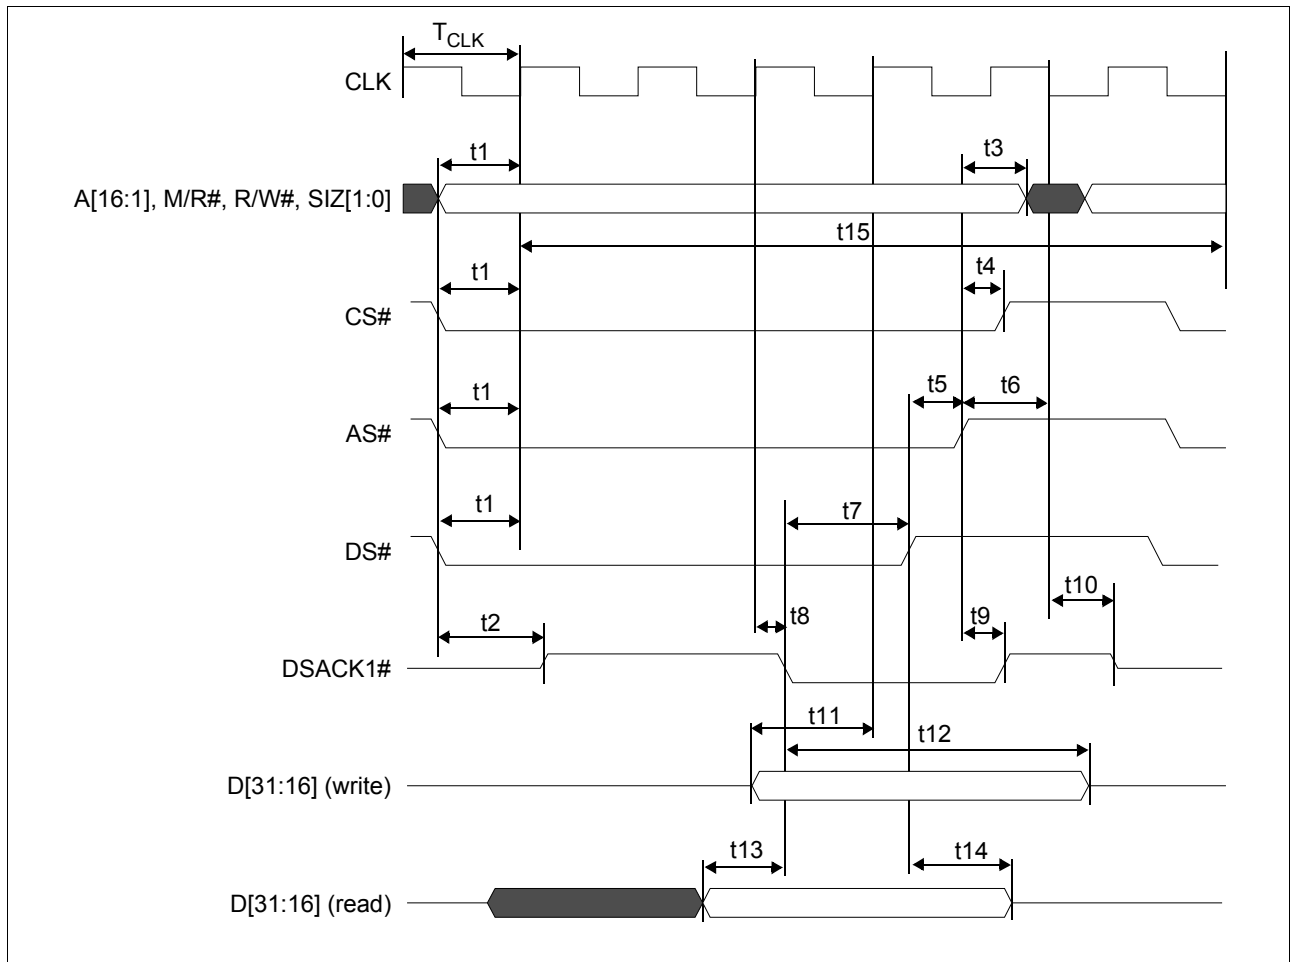 TCLK
CLK
t1
t3
A[16:1], M/R#, R/W#, SIZ[1:0]
t15
t1
t4
CS#
t1
t5
t6
AS#
t1
t7
DS#
t10
t2
t8
t9
DSACK1#
t11
t12
D[31:16] (write)
t13
t14
D[31:16] (read)